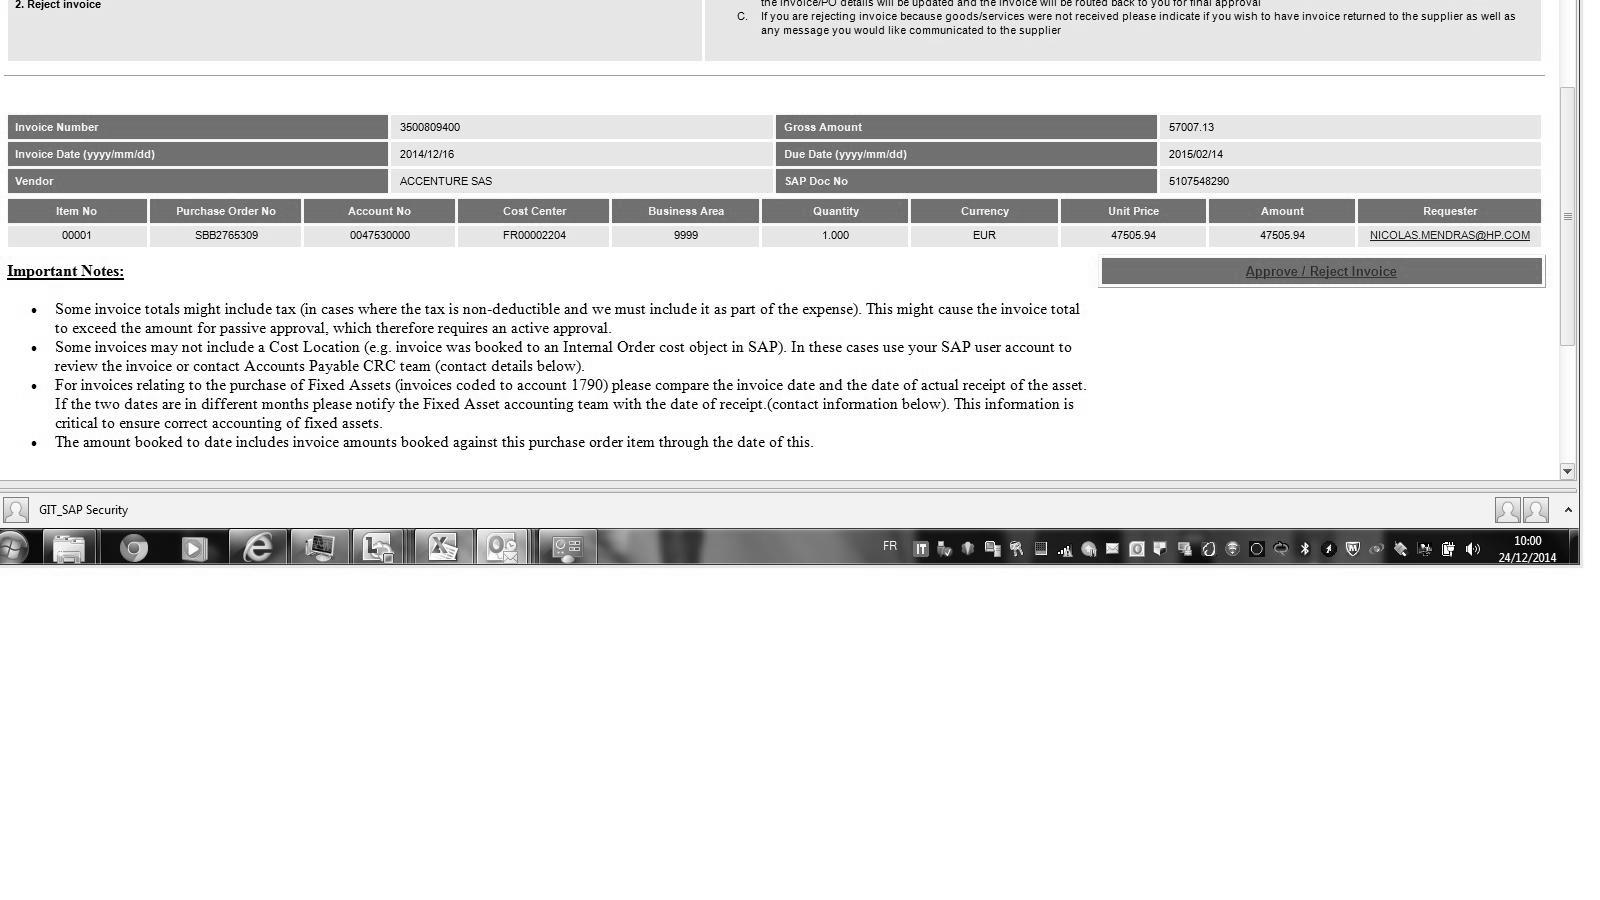 2. Reject invoice
the invoice/PO details will be updated and the invoice will be routed back to you for final approval
C. If you are rejecting invoice because goods/services were not received please indicate if you wish to have invoice returned to the supplier as well as
any message you would like communicated to the supplier
Invoice Number 3500809400 Gross Amount 57007.13
Invoice Date (yyyy/mm/dd) 2014/12/16 Due Date (yyyy/mm/dd) 2015/02/14
Vendor ACCENTURE SAS SAP Doc No 5107548290
Item No Purchase Order No Account No Cost Center Business Area Quantity Currency Unit Price Amount Requester
00001 SBB2765309 0047530000 FR00002204 9999 1.000 EUR 47505.94 47505.94 NICOLAS.MENDRAS@HP.COM
Important Notes:
Approve / Reject Invoice
• Some invoice totals might include tax (in cases where the tax is non-deductible and we must include it as part of the expense). This might cause the invoice total
to exceed the amount for passive approval, which therefore requires an active approval.
• Some invoices may not include a Cost Location (e.g. invoice was booked to an Internal Order cost object in SAP). In these cases use your SAP user account to
review the invoice or contact Accounts Payable CRC team (contact details below).
• For invoices relating to the purchase of Fixed Assets (invoices coded to account 1790) please compare the invoice date and the date of actual receipt of the asset.
If the two dates are in different months please notify the Fixed Asset accounting team with the date of receipt.(contact information below). This information is
critical to ensure correct accounting of fixed assets.
• The amount booked to date includes invoice amounts booked against this purchase order item through the date of this.
GIT_SAP Security
FR
10:00
24/12/2014